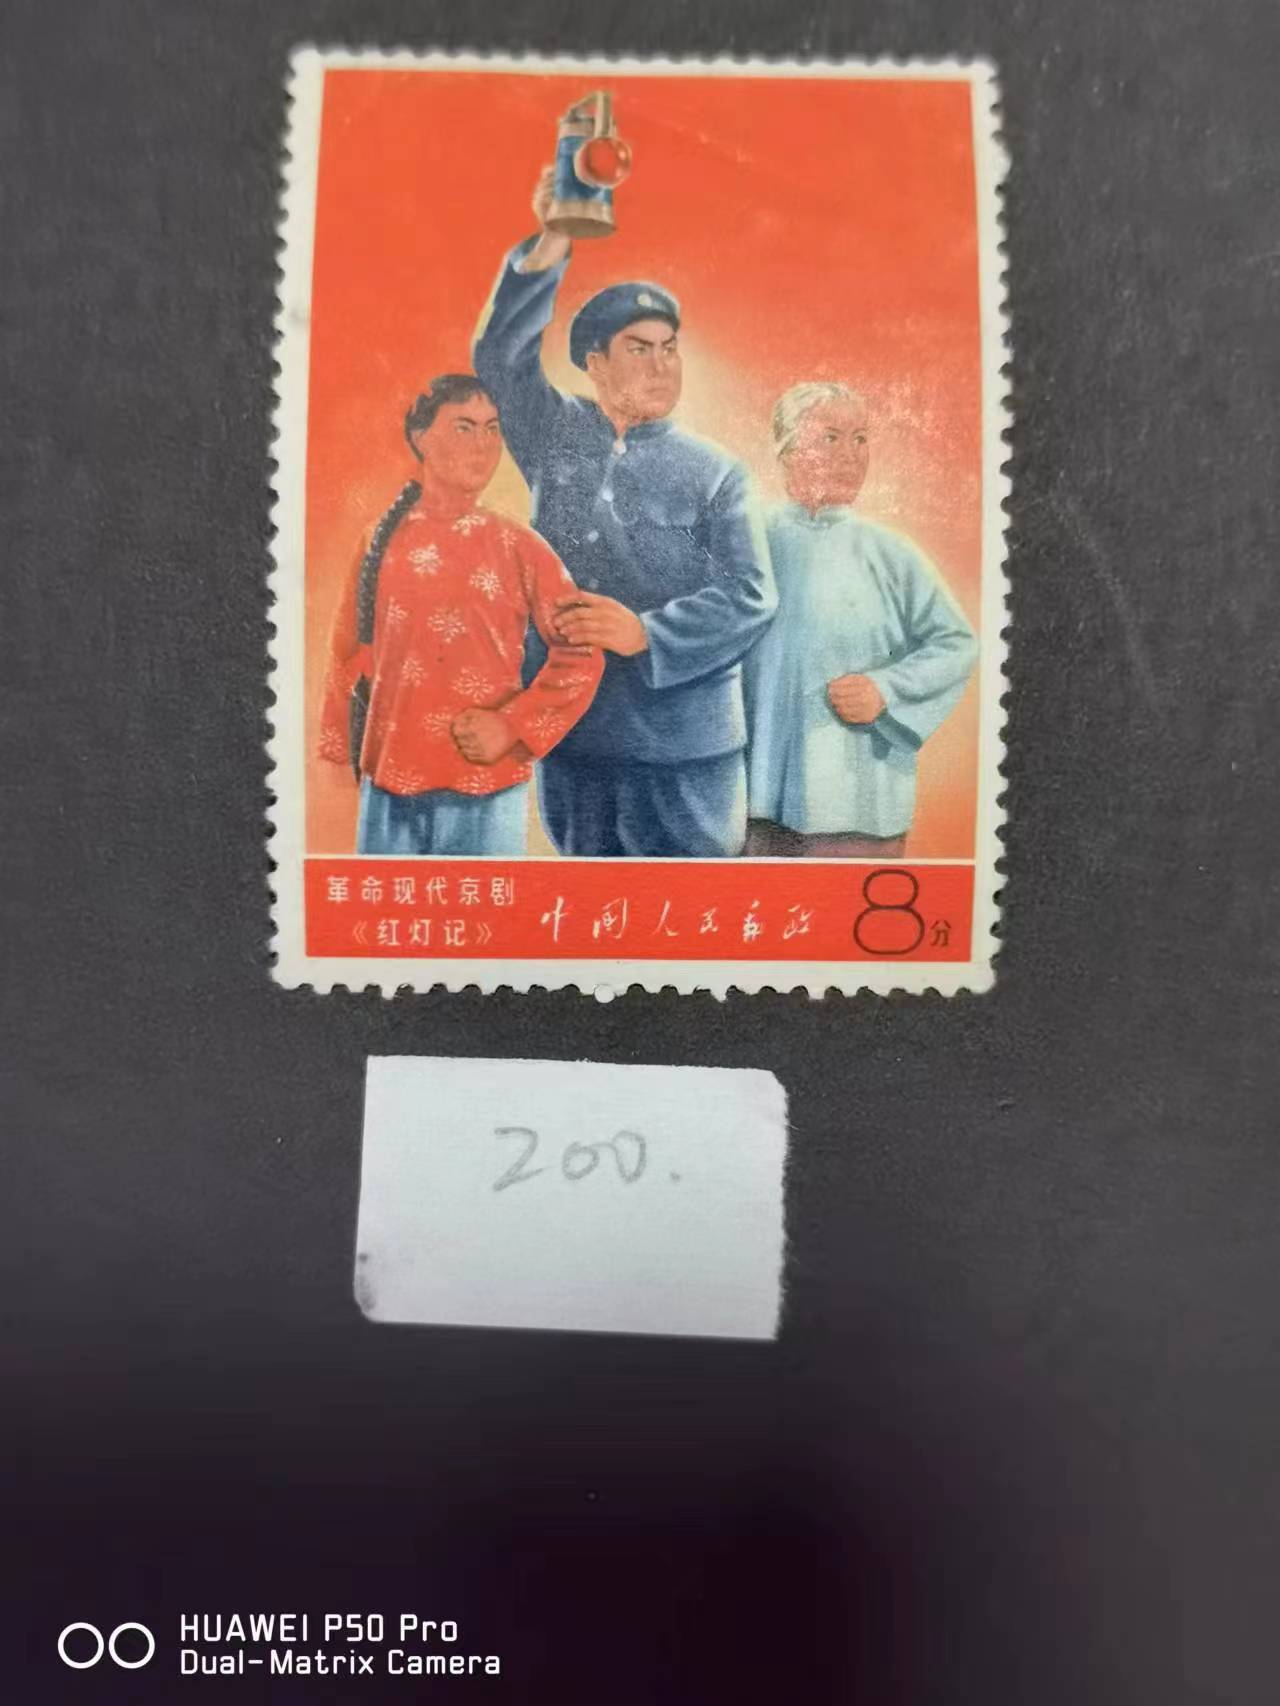 革命现代京剧
《红灯记》
中国人民邮政
8分
200.
HUAWEI P50 Pro
Dual-Matrix Camera